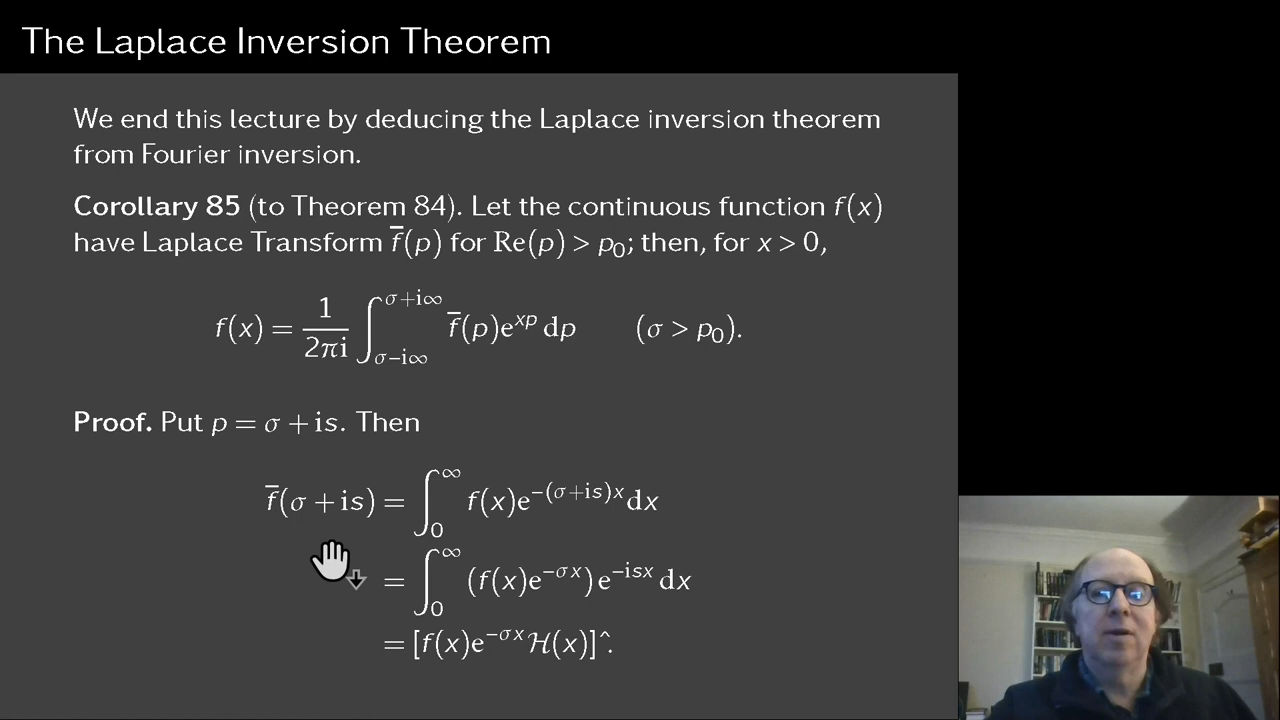 The Laplace Inversion Theorem
We end this lecture by deducing the Laplace inversion theorem
from Fourier inversion.
Corollary 85 (to Theorem 84). Let the continuous function f(x)
have Laplace Transform f̅(p) for Re(p) > p₀; then, for x > 0,
f(x) = 1/2πi ∫_{σ−i∞}^{σ+i∞} f̅(p)e^{xp} dp (σ > p₀).
Proof. Put p = σ + is. Then
f̅(σ + is) = ∫_0^∞ f(x)e^{−(σ+is)x}dx
= ∫_0^∞ (f(x)e^{−σx}) e^{−isx} dx
= [f(x)e^{−σx}ℋ(x)]^.